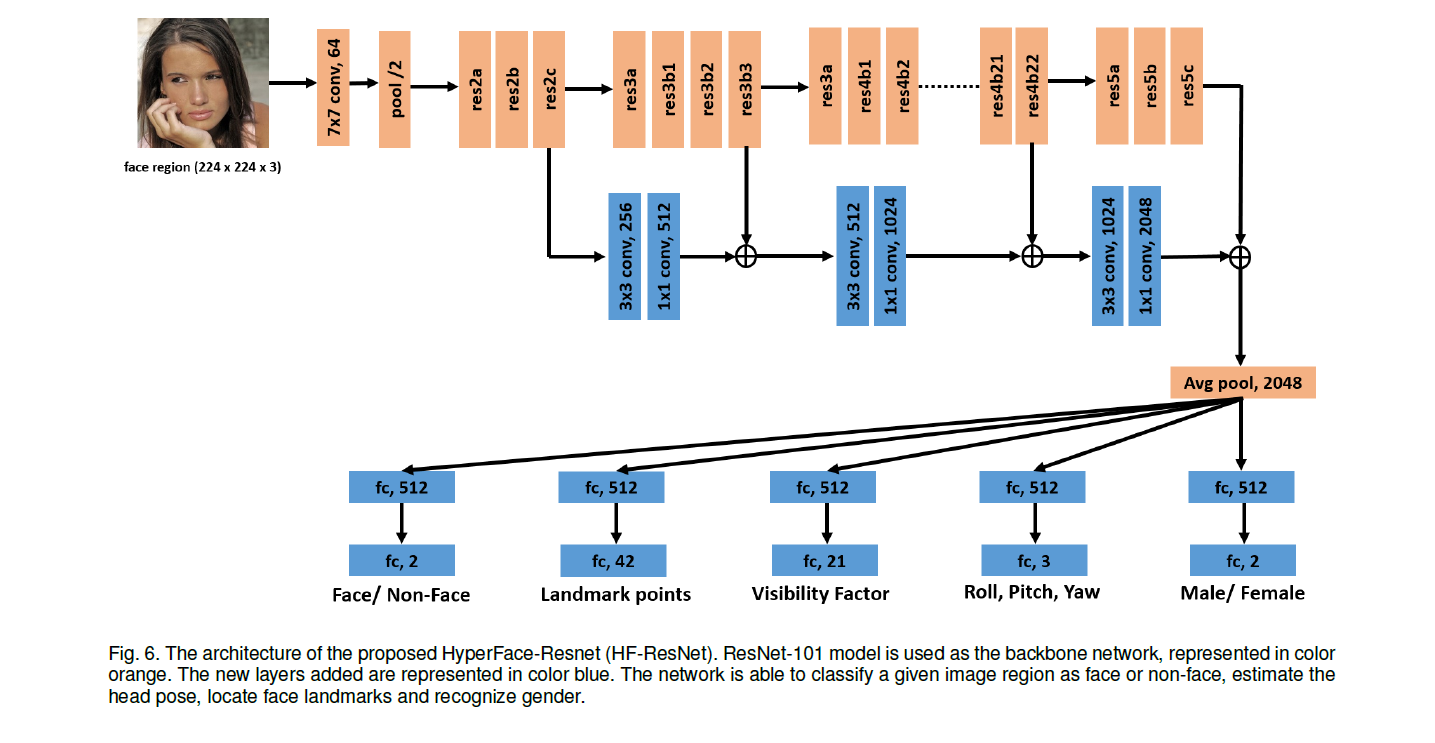 7x7 conv, 64
pool /2
res2a
res2b
res2c
res3a
res3b1
res3b2
res3b3
res3a
res4b1
res4b2
res4b21
res4b22
res5a
res5b
res5c
face region (224 x 224 x 3)
3x3 conv, 256
1x1 conv, 512
3x3 conv, 512
1x1 conv, 1024
3x3 conv, 1024
1x1 conv, 2048
Avg pool, 2048
fc, 512
fc, 512
fc, 512
fc, 512
fc, 512
fc, 2
fc, 42
fc, 21
fc, 3
fc, 2
Face/ Non-Face
Landmark points
Visibility Factor
Roll, Pitch, Yaw
Male/ Female
Fig. 6. The architecture of the proposed HyperFace-Resnet (HF-ResNet). ResNet-101 model is used as the backbone network, represented in color
orange. The new layers added are represented in color blue. The network is able to classify a given image region as face or non-face, estimate the
head pose, locate face landmarks and recognize gender.